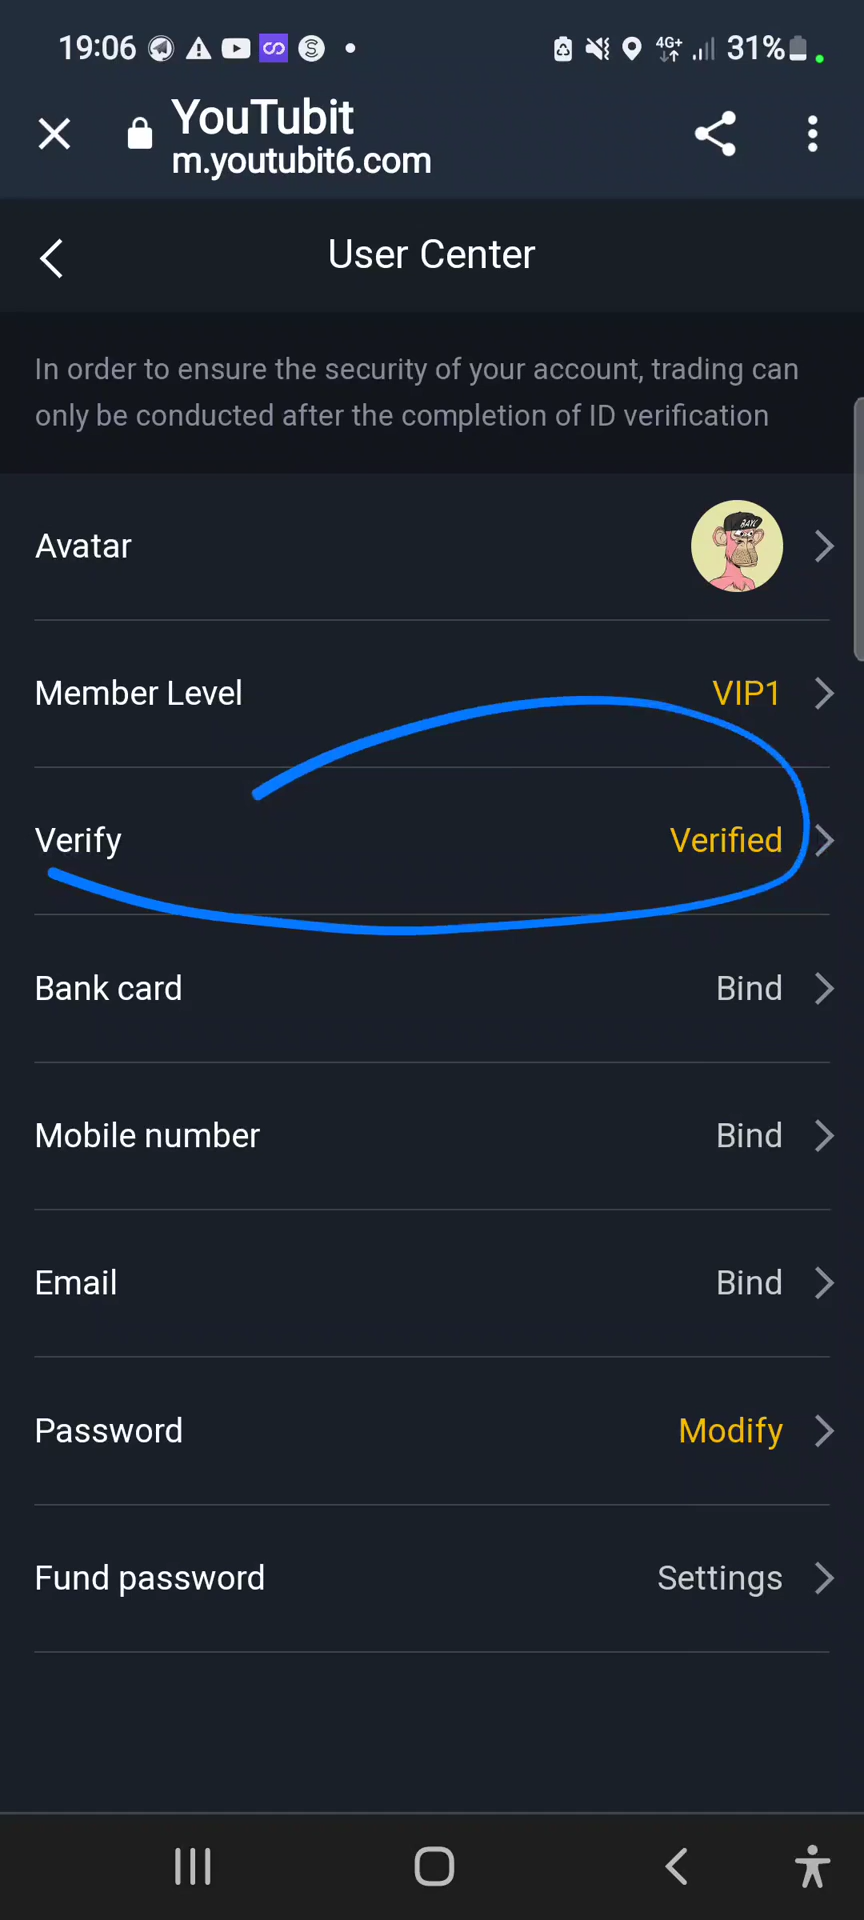 19:06
4G+
31%
YouTubit
m.youtubit6.com
User Center
In order to ensure the security of your account, trading can
only be conducted after the completion of ID verification
Avatar
BAYC
Member Level VIP1
Verify Verified
Bank card Bind
Mobile number Bind
Email Bind
Password Modify
Fund password Settings